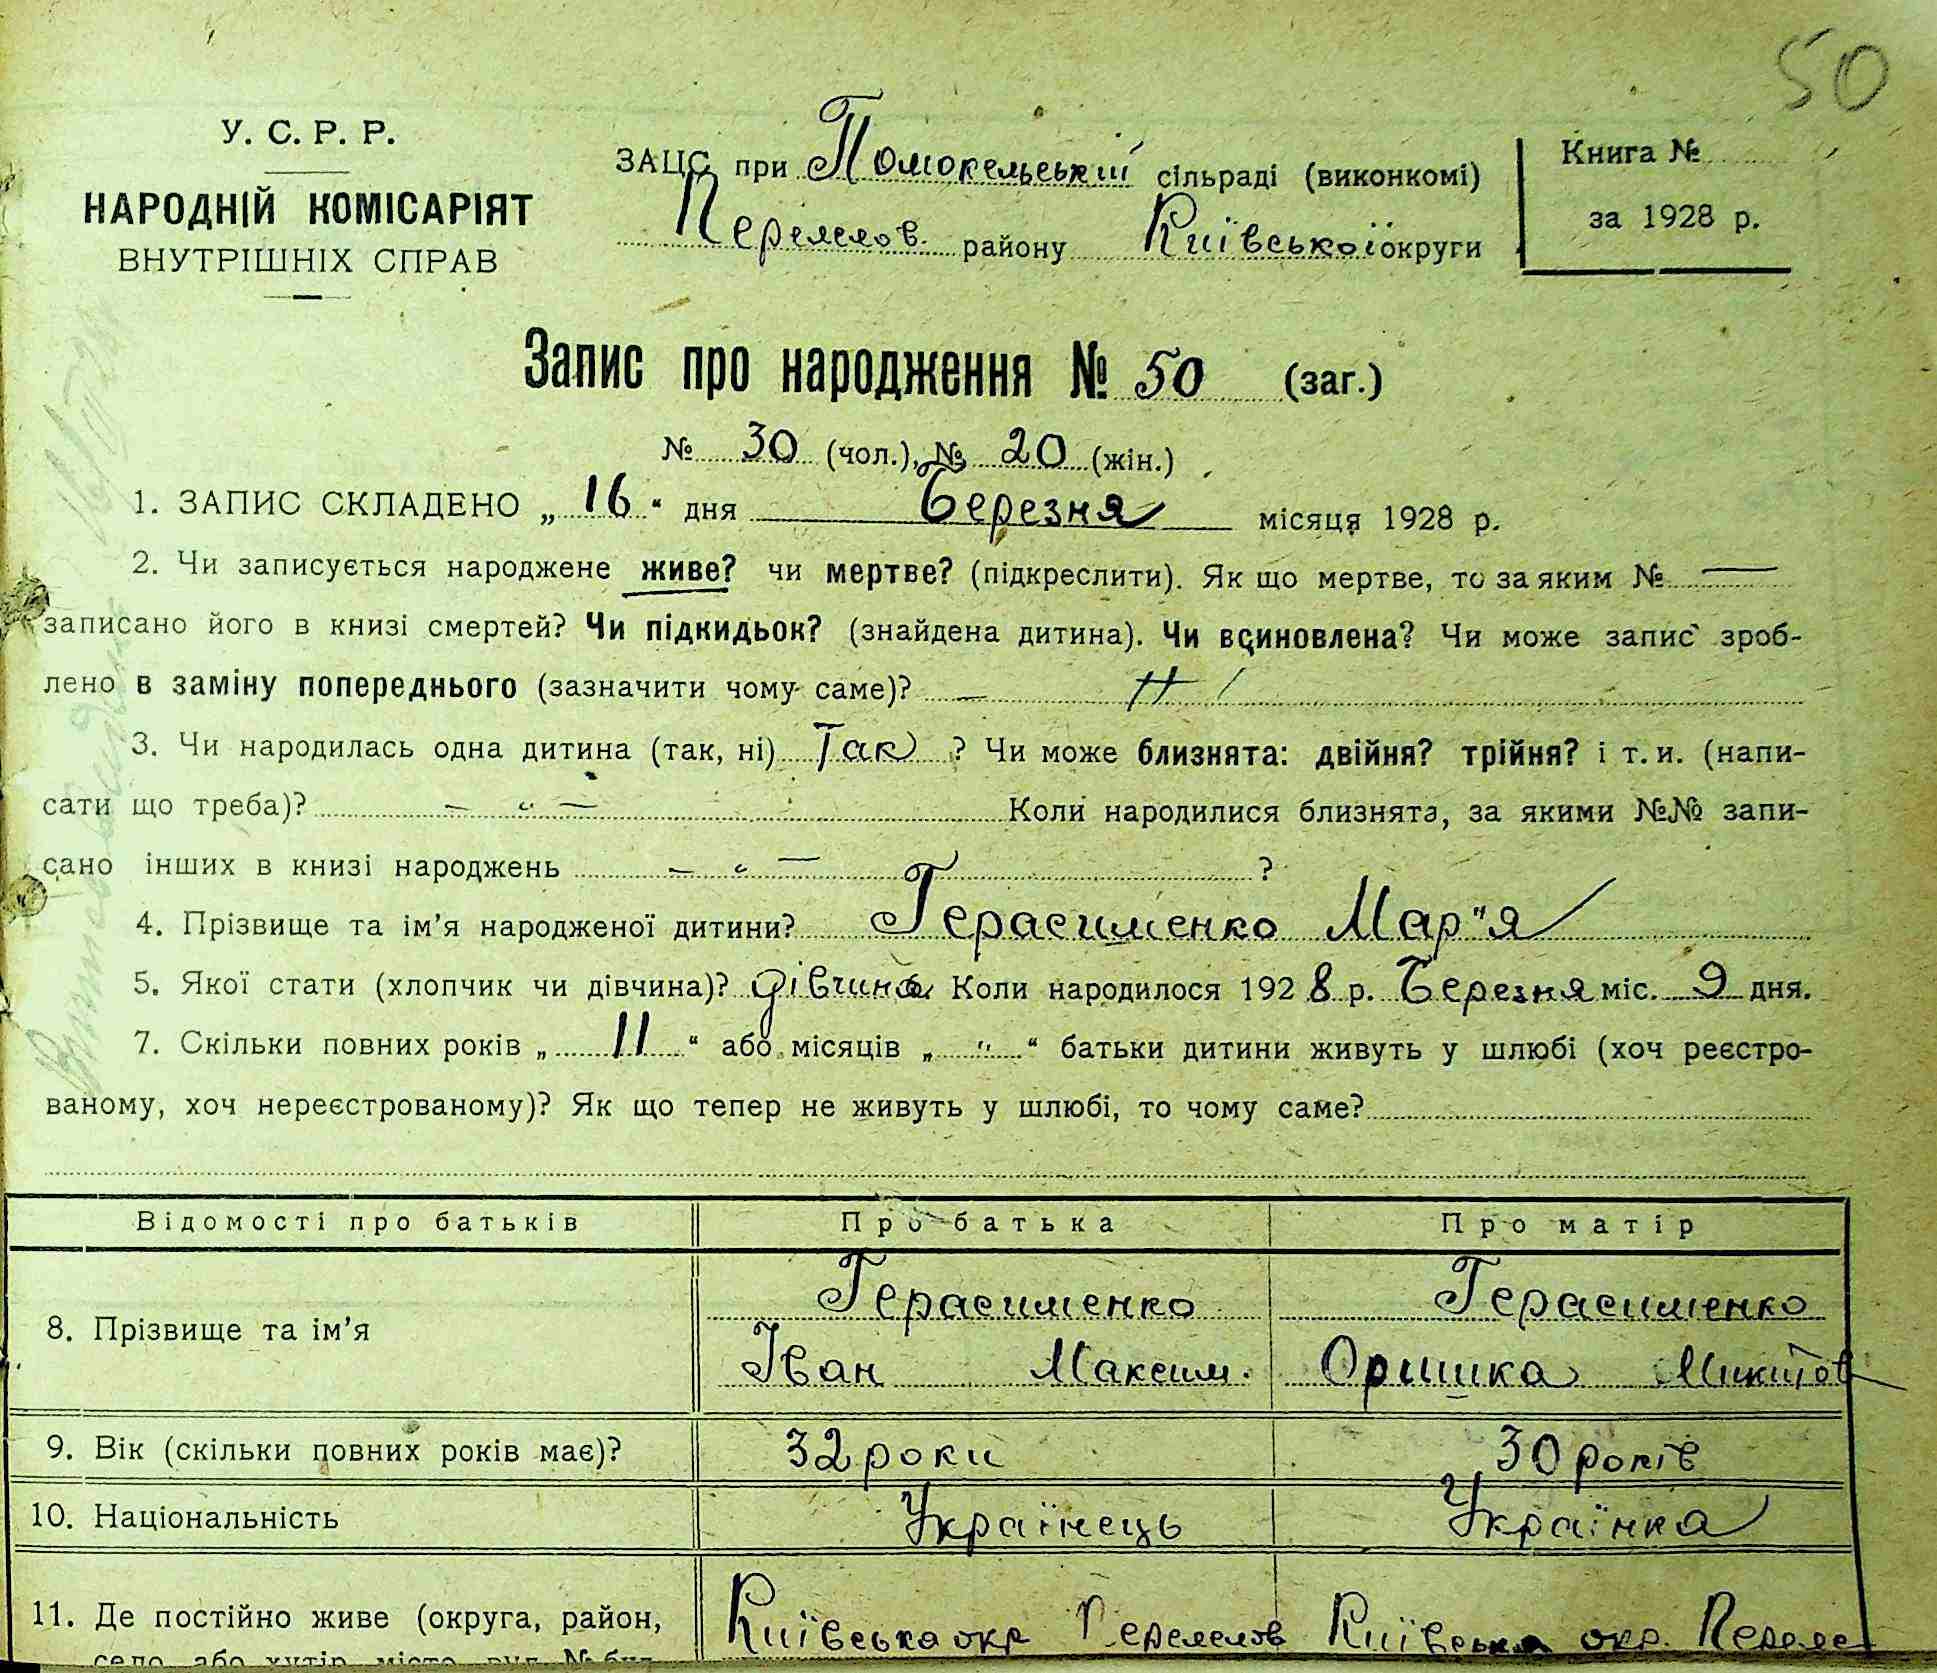 50
У. С. Р. Р.
НАРОДНІЙ КОМІСАРІЯТ
ВНУТРІШНІХ СПРАВ
ЗАЦС при Помокельській сільраді (виконкомі)
району Київської округи
Книга №
за 1928 р.
Запис про народження № 50 (заг.)
№ 30 (чол.), № 20 (жін.)
1. ЗАПИС СКЛАДЕНО „ 16 “ дня Березня місяця 1928 р.
2. Чи записується народжене живе? чи мертве? (підкреслити). Як що мертве, то за яким № —
записано його в книзі смертей? Чи підкидьок? (знайдена дитина). Чи всиновлена? Чи може запис зроб-
лено в заміну попереднього (зазначити чому саме)? — "
3. Чи народилась одна дитина (так, ні) Так ? Чи може близнята: двійня? трійня? і т. и. (напи-
сати що треба)? — " — Коли народилися близнята, за якими №№ запи-
сано інших в книзі народжень — " — ?
4. Прізвище та ім’я народженої дитини? Герасименко Мар"я
5. Якої стати (хлопчик чи дівчина)? дівчина Коли народилося 1928 р. Березня міс. 9 дня.
7. Скільки повних років „ 11 “ або місяців „ " “ батьки дитини живуть у шлюбі (хоч реєстро-
ваному, хоч нереєстрованому)? Як що тепер не живуть у шлюбі, то чому саме?
Відомості про батьків Про батька Про матір
8. Прізвище та ім’я
Герасименко Герасименко
Іван Максим. Оришка Микитов
9. Вік (скільки повних років має)? 32 роки 30 років
10. Національність Українець Українка
11. Де постійно живе (округа, район, Київська окр Київська окр.
село або хутір, місто, вул. № буд.